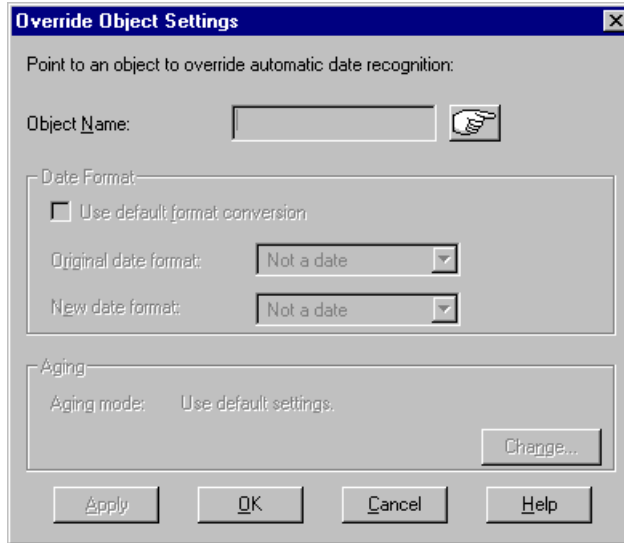 Override Object Settings
Point to an object to override automatic date recognition:
Object Name:
Date Format
Use default format conversion
Original date format: Not a date
New date format: Not a date
Aging
Aging mode: Use default settings.
Change...
Apply OK Cancel Help